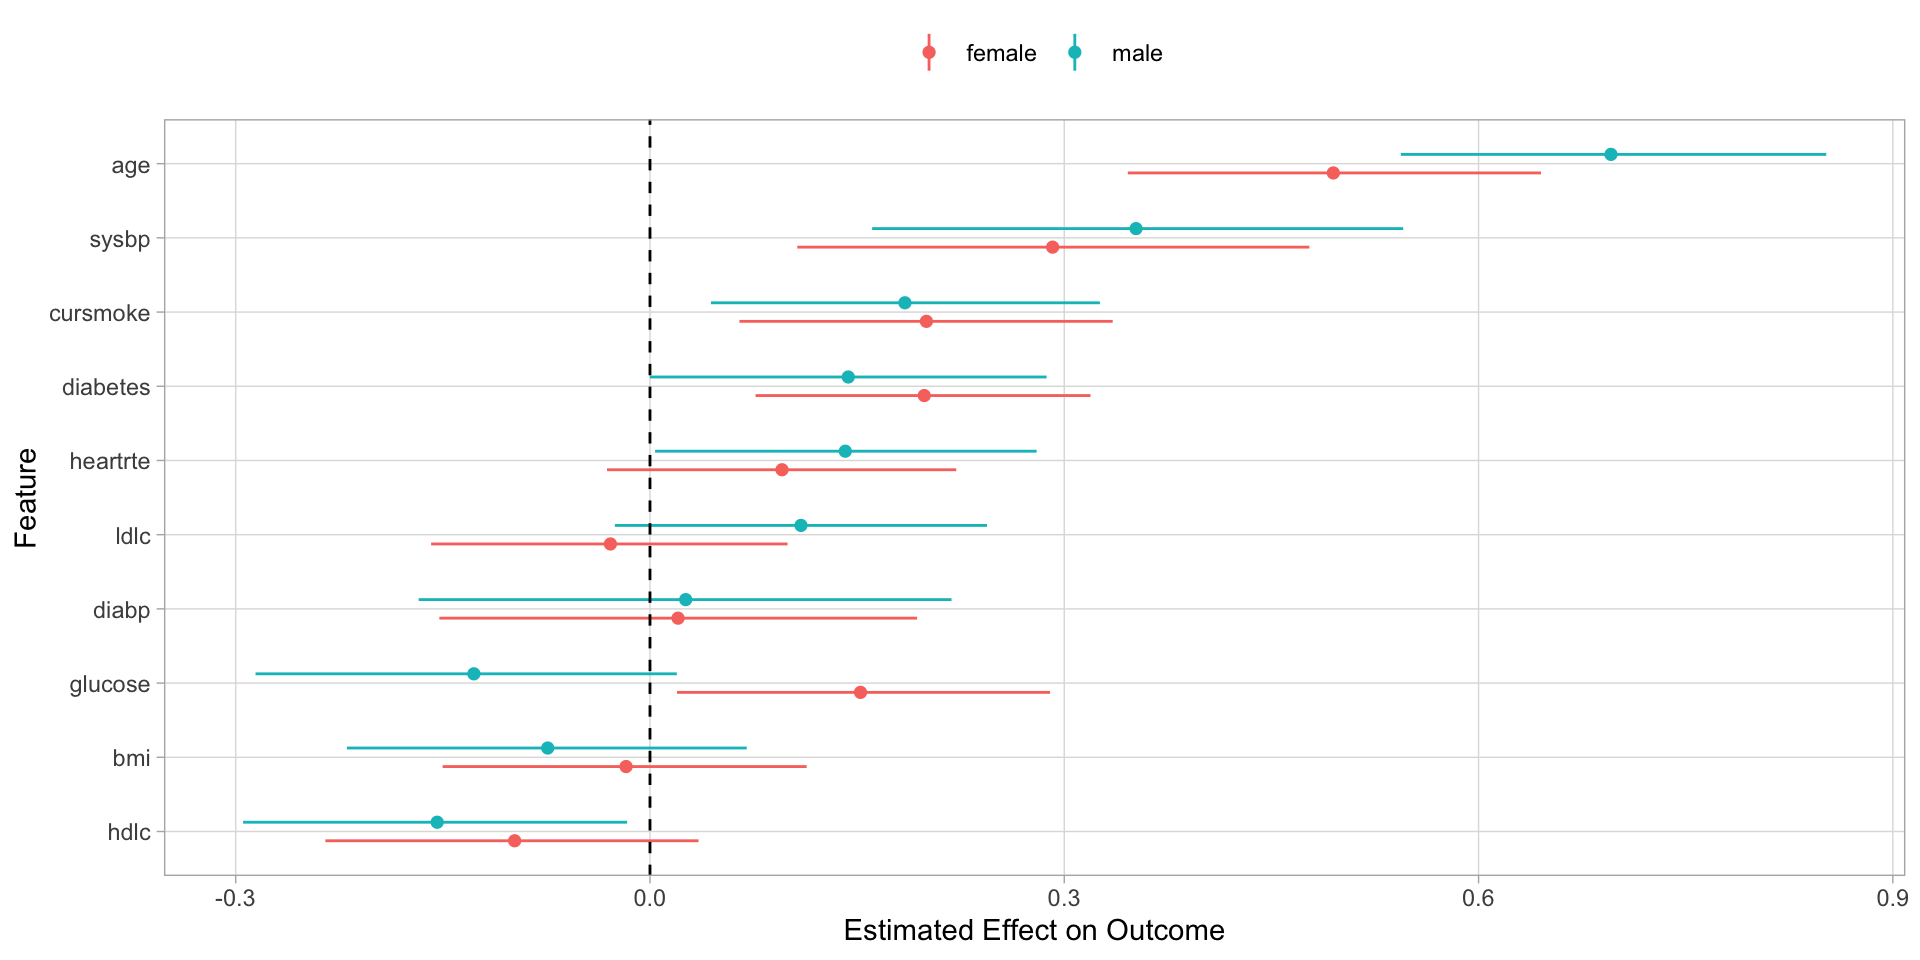 female male
age
sysbp
cursmoke
diabetes
heartrte
ldlc
diabp
glucose
bmi
hdlc
Feature
-0.3 0.0 0.3 0.6 0.9
Estimated Effect on Outcome